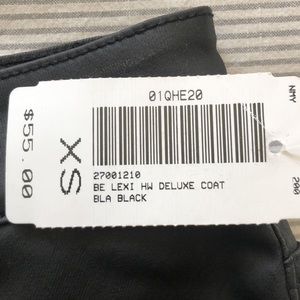 01QHE20
27001210
BE LEXI HW DELUXE COAT
BLA BLACK
XS
$55.00
200